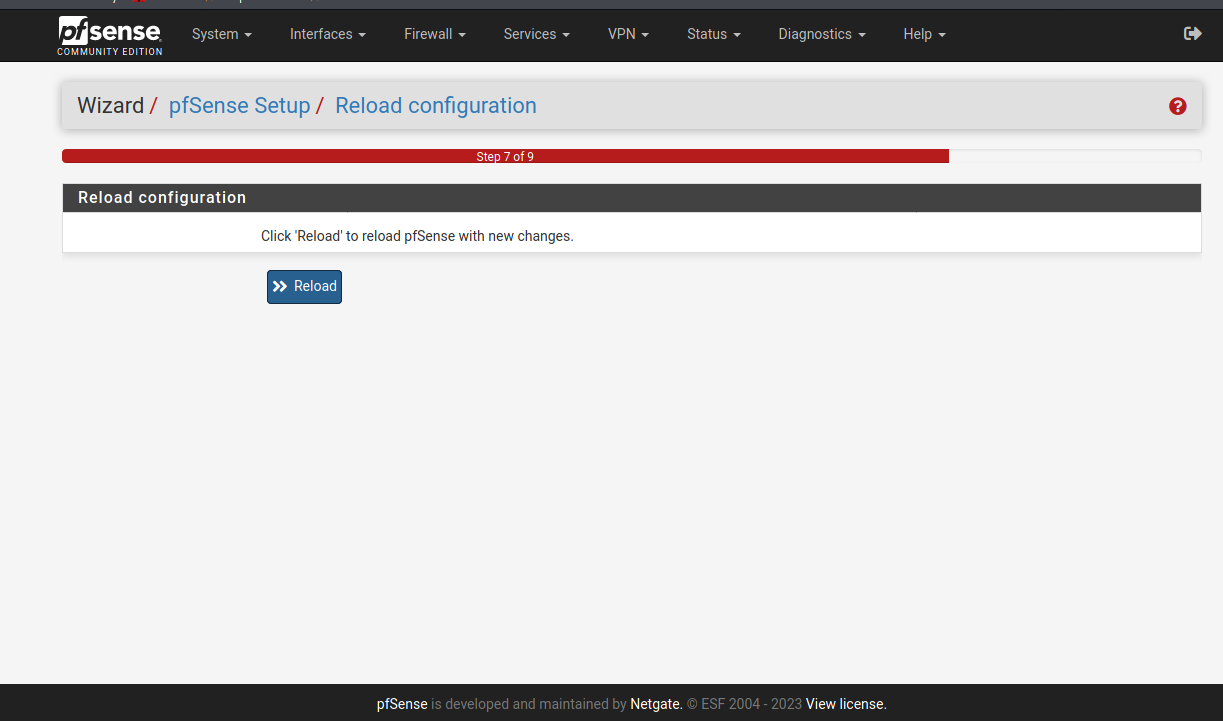 pfsense
COMMUNITY EDITION
System Interfaces Firewall Services VPN Status Diagnostics Help
Wizard / pfSense Setup / Reload configuration
Step 7 of 9
Reload configuration
Click 'Reload' to reload pfSense with new changes.
Reload
pfSense is developed and maintained by Netgate. © ESF 2004 - 2023 View license.